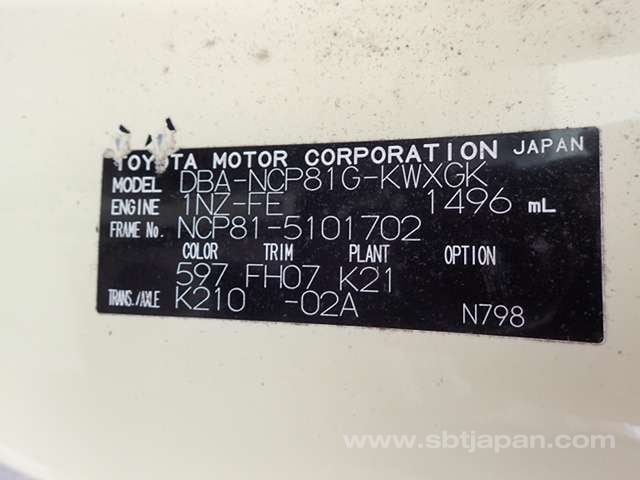 TOYOTA MOTOR CORPORATION JAPAN
MODEL DBA-NCP81G-KWXGK
ENGINE 1NZ-FE 1496 mL
FRAME No. NCP81-5101702
COLOR TRIM PLANT OPTION
597 FH07 K21
TRANS./AXLE K210 -02A
N798
www.sbtjapan.com